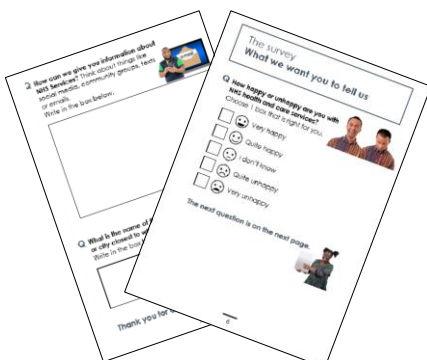 Q How can we give you information about
NHS Services? Think about things like
social media, community groups, texts
or emails.
Write in the box below.
Q What is the name of
or city closest to
Write in the box
Thank you for
The survey
What we want you to tell us
Q How happy or unhappy are you with
NHS health and care services?
Choose 1 box that is right for you.
Very happy
Quite happy
I don't know
Quite unhappy
Very unhappy
The next question is on the next page.
6